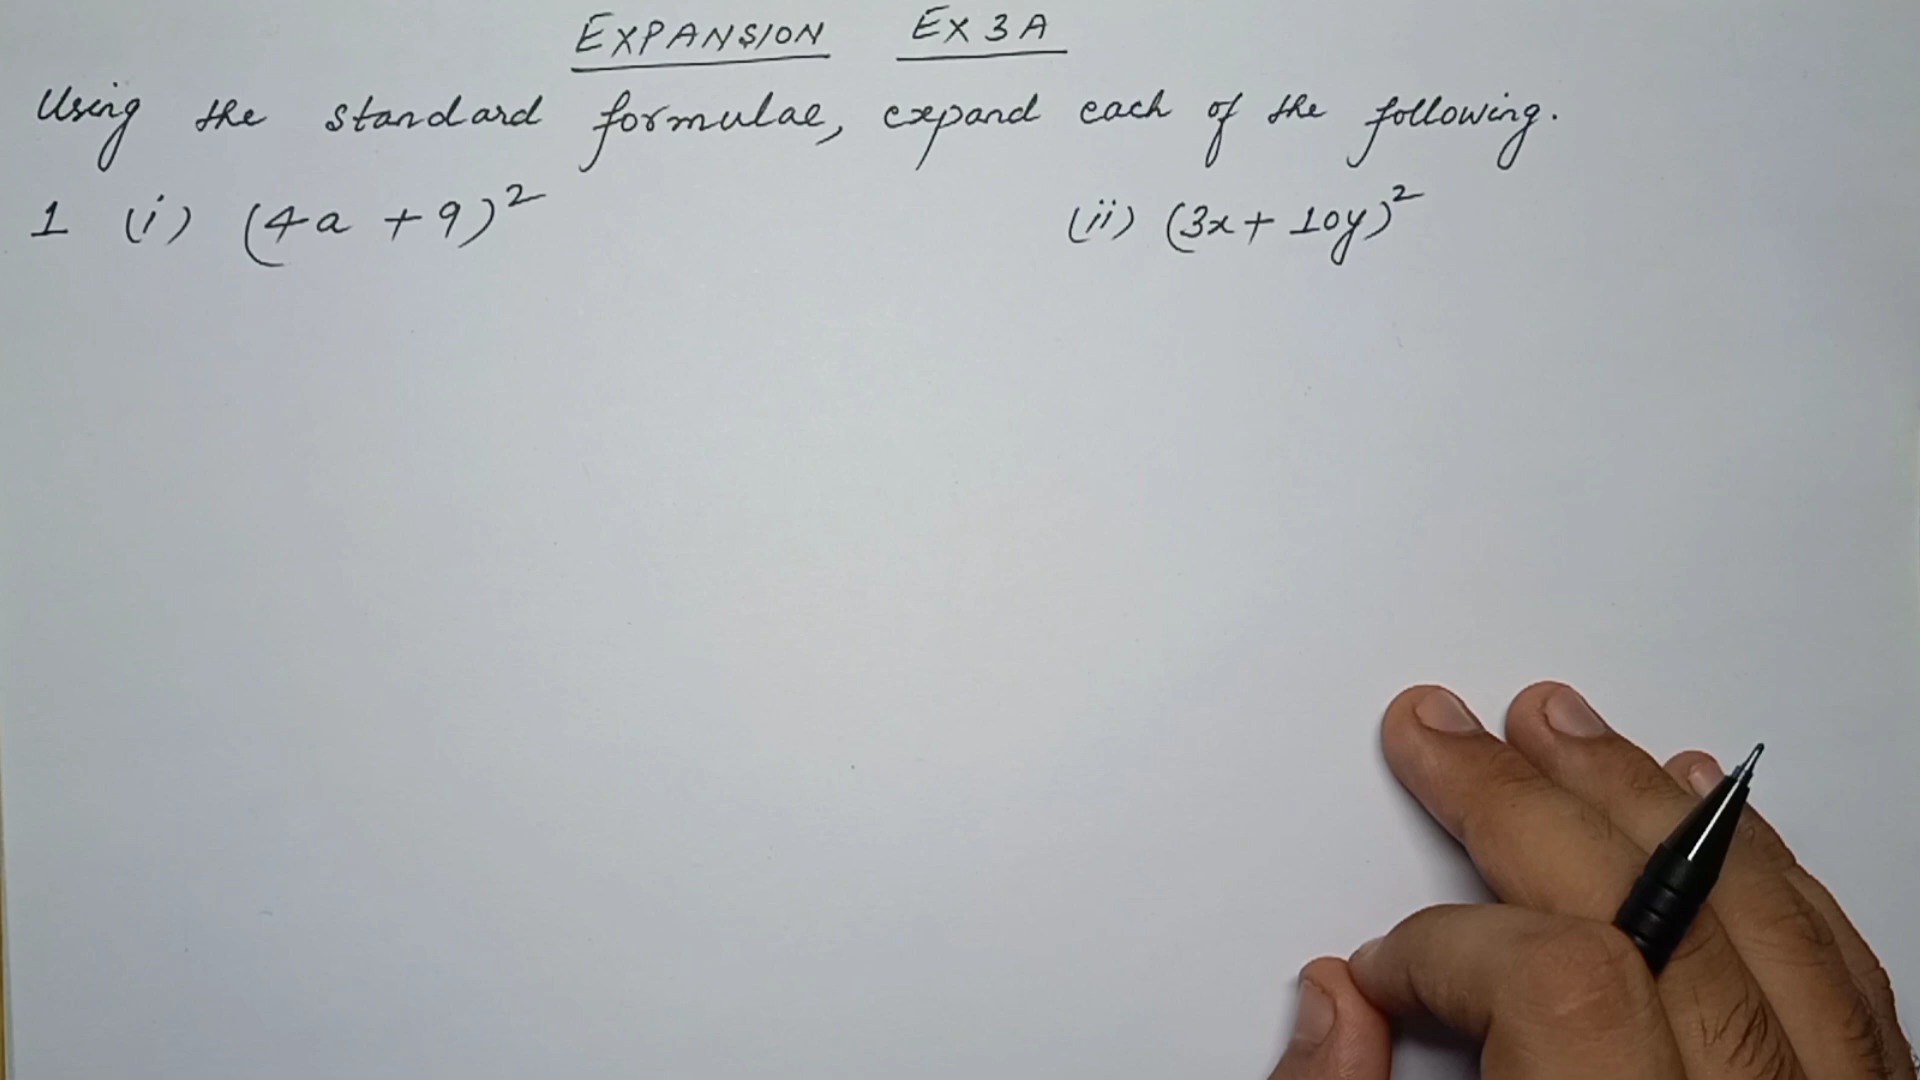 EXPANSION EX 3A
Using the standard formulae, expand each of the following.
1 (i) (4a + 9)² (ii) (3x + 10y)²